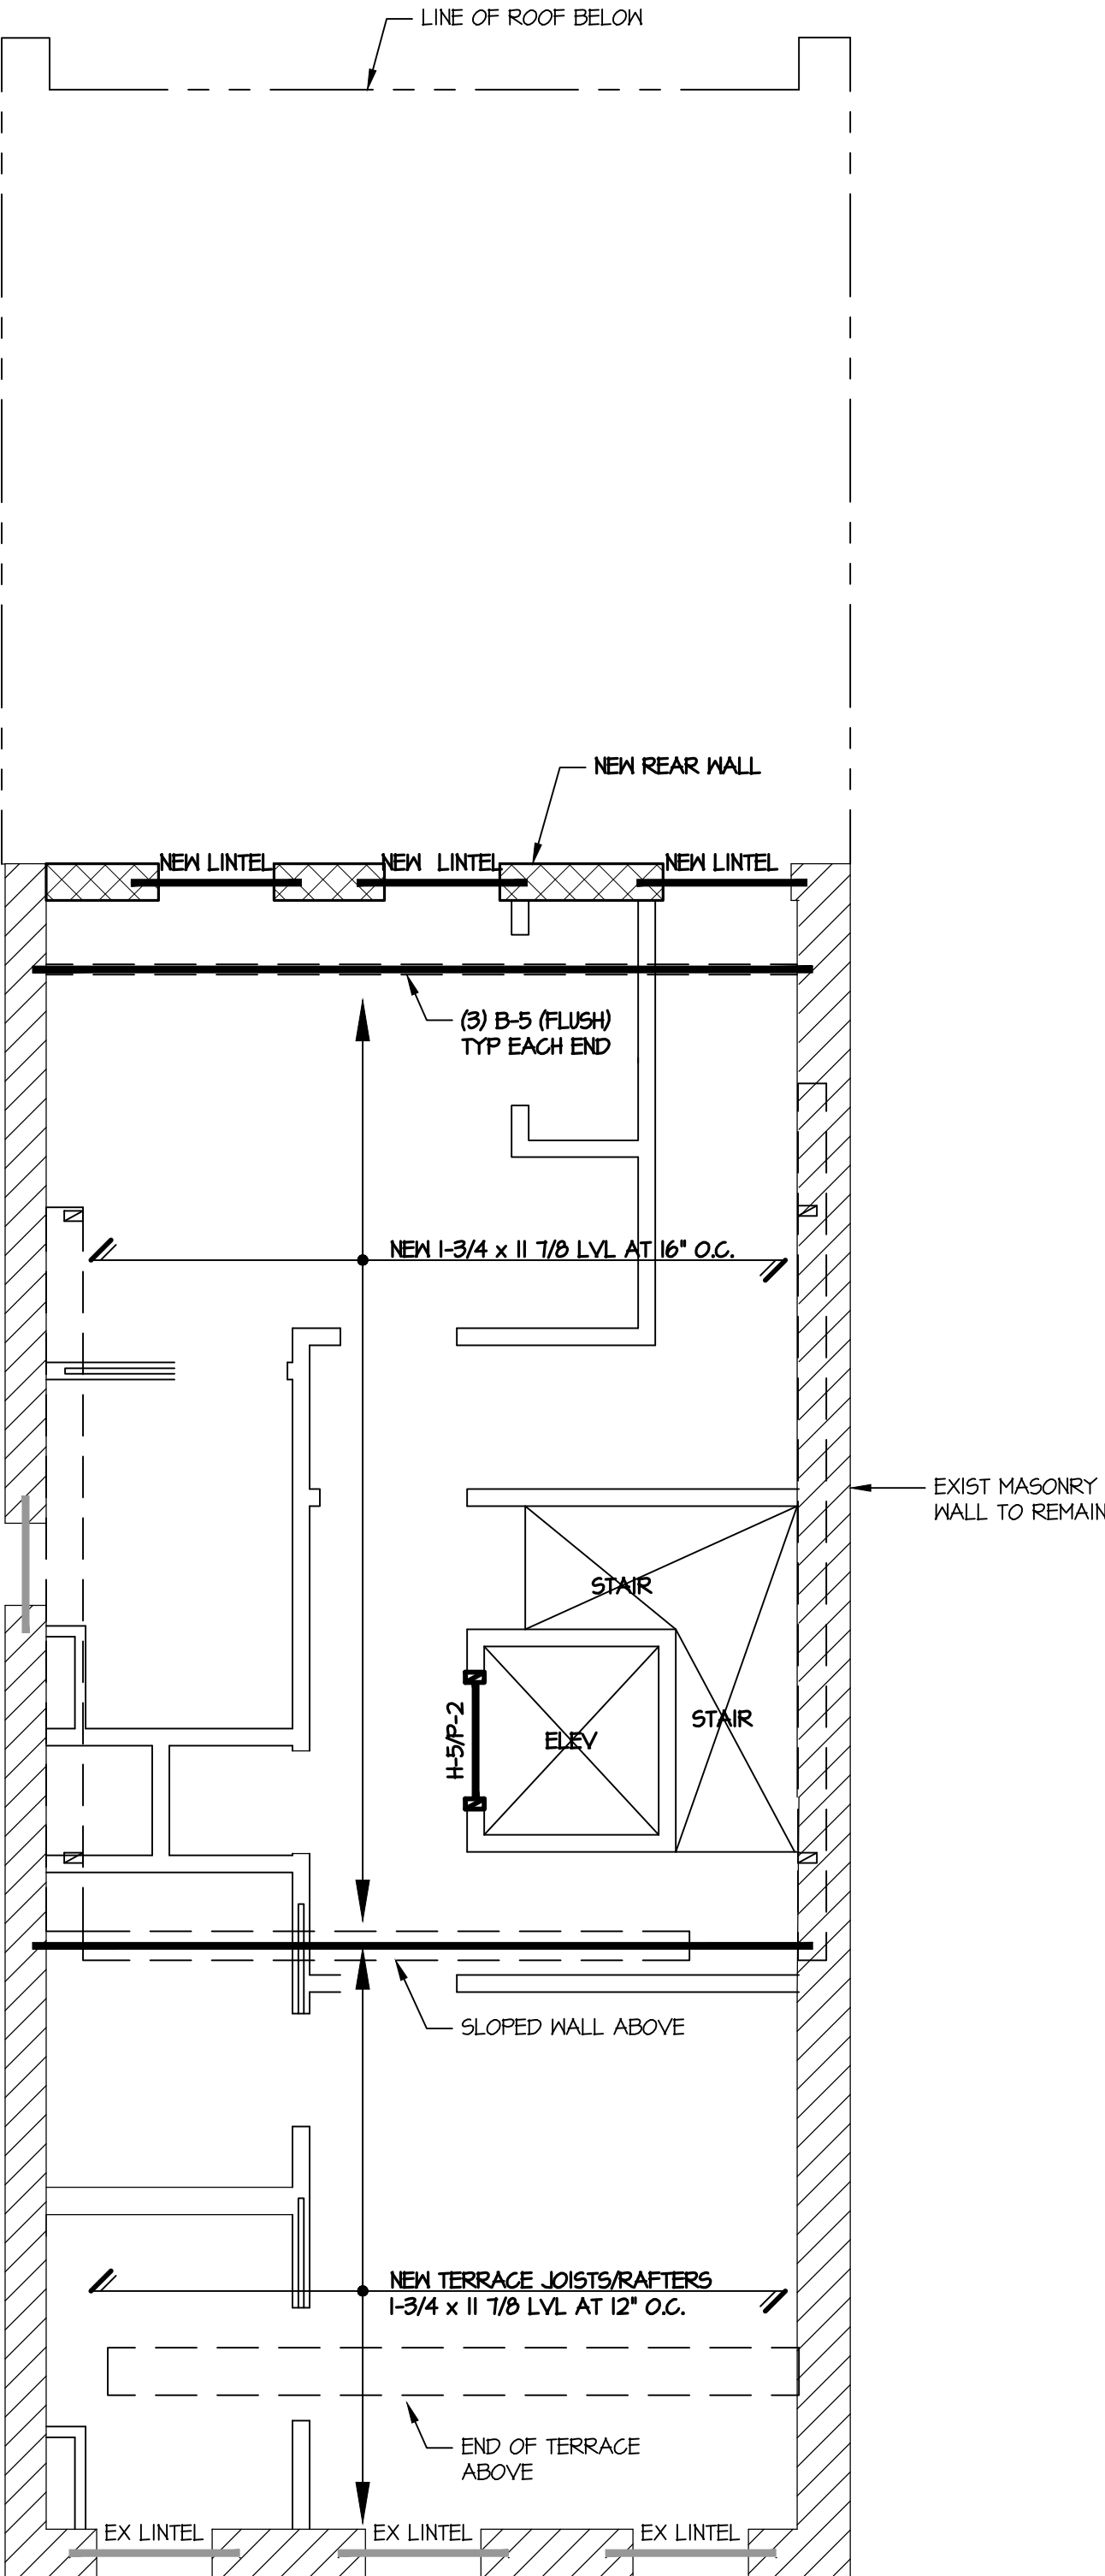 LINE OF ROOF BELOW
NEW REAR WALL
NEW LINTEL
NEW LINTEL
NEW LINTEL
(3) B-5 (FLUSH)
TYP EACH END
NEW 1-3/4 x 11 7/8 LVL AT 16" O.C.
EXIST MASONRY
WALL TO REMAIN
STAIR
H-5/P-2
ELEV
STAIR
SLOPED WALL ABOVE
NEW TERRACE JOISTS/RAFTERS
1-3/4 x 11 7/8 LVL AT 12" O.C.
END OF TERRACE
ABOVE
EX LINTEL
EX LINTEL
EX LINTEL